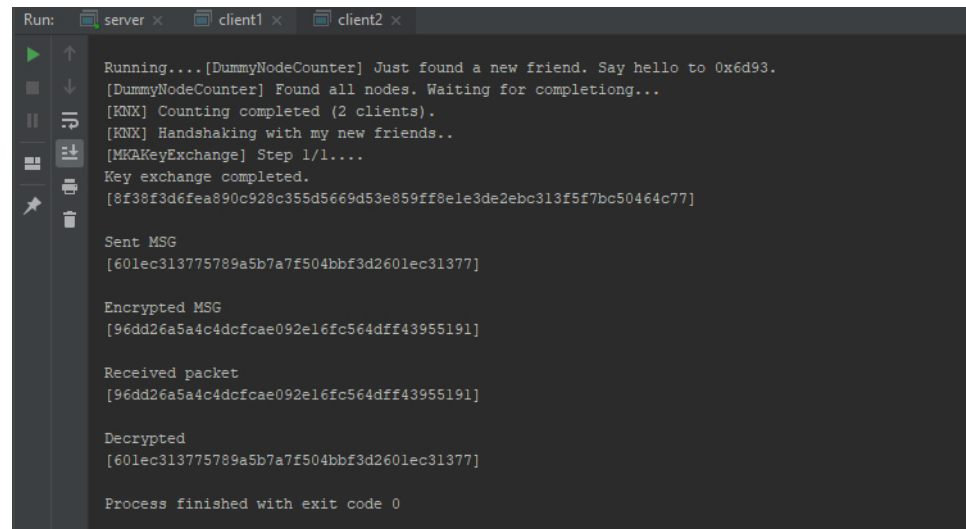 Run: server × client1 × client2 ×
Running....[DummyNodeCounter] Just found a new friend. Say hello to 0x6d93.
[DummyNodeCounter] Found all nodes. Waiting for completiong...
[KNX] Counting completed (2 clients).
[KNX] Handshaking with my new friends..
[MKAKeyExchange] Step 1/1....
Key exchange completed.
[8f38f3d6fea890c928c355d5669d53e859ff8e1e3de2ebc313f5f7bc50464c77]
Sent MSG
[601ec313775789a5b7a7f504bbf3d2601ec31377]
Encrypted MSG
[96dd26a5a4c4dcfcae092e16fc564dff43955191]
Received packet
[96dd26a5a4c4dcfcae092e16fc564dff43955191]
Decrypted
[601ec313775789a5b7a7f504bbf3d2601ec31377]
Process finished with exit code 0